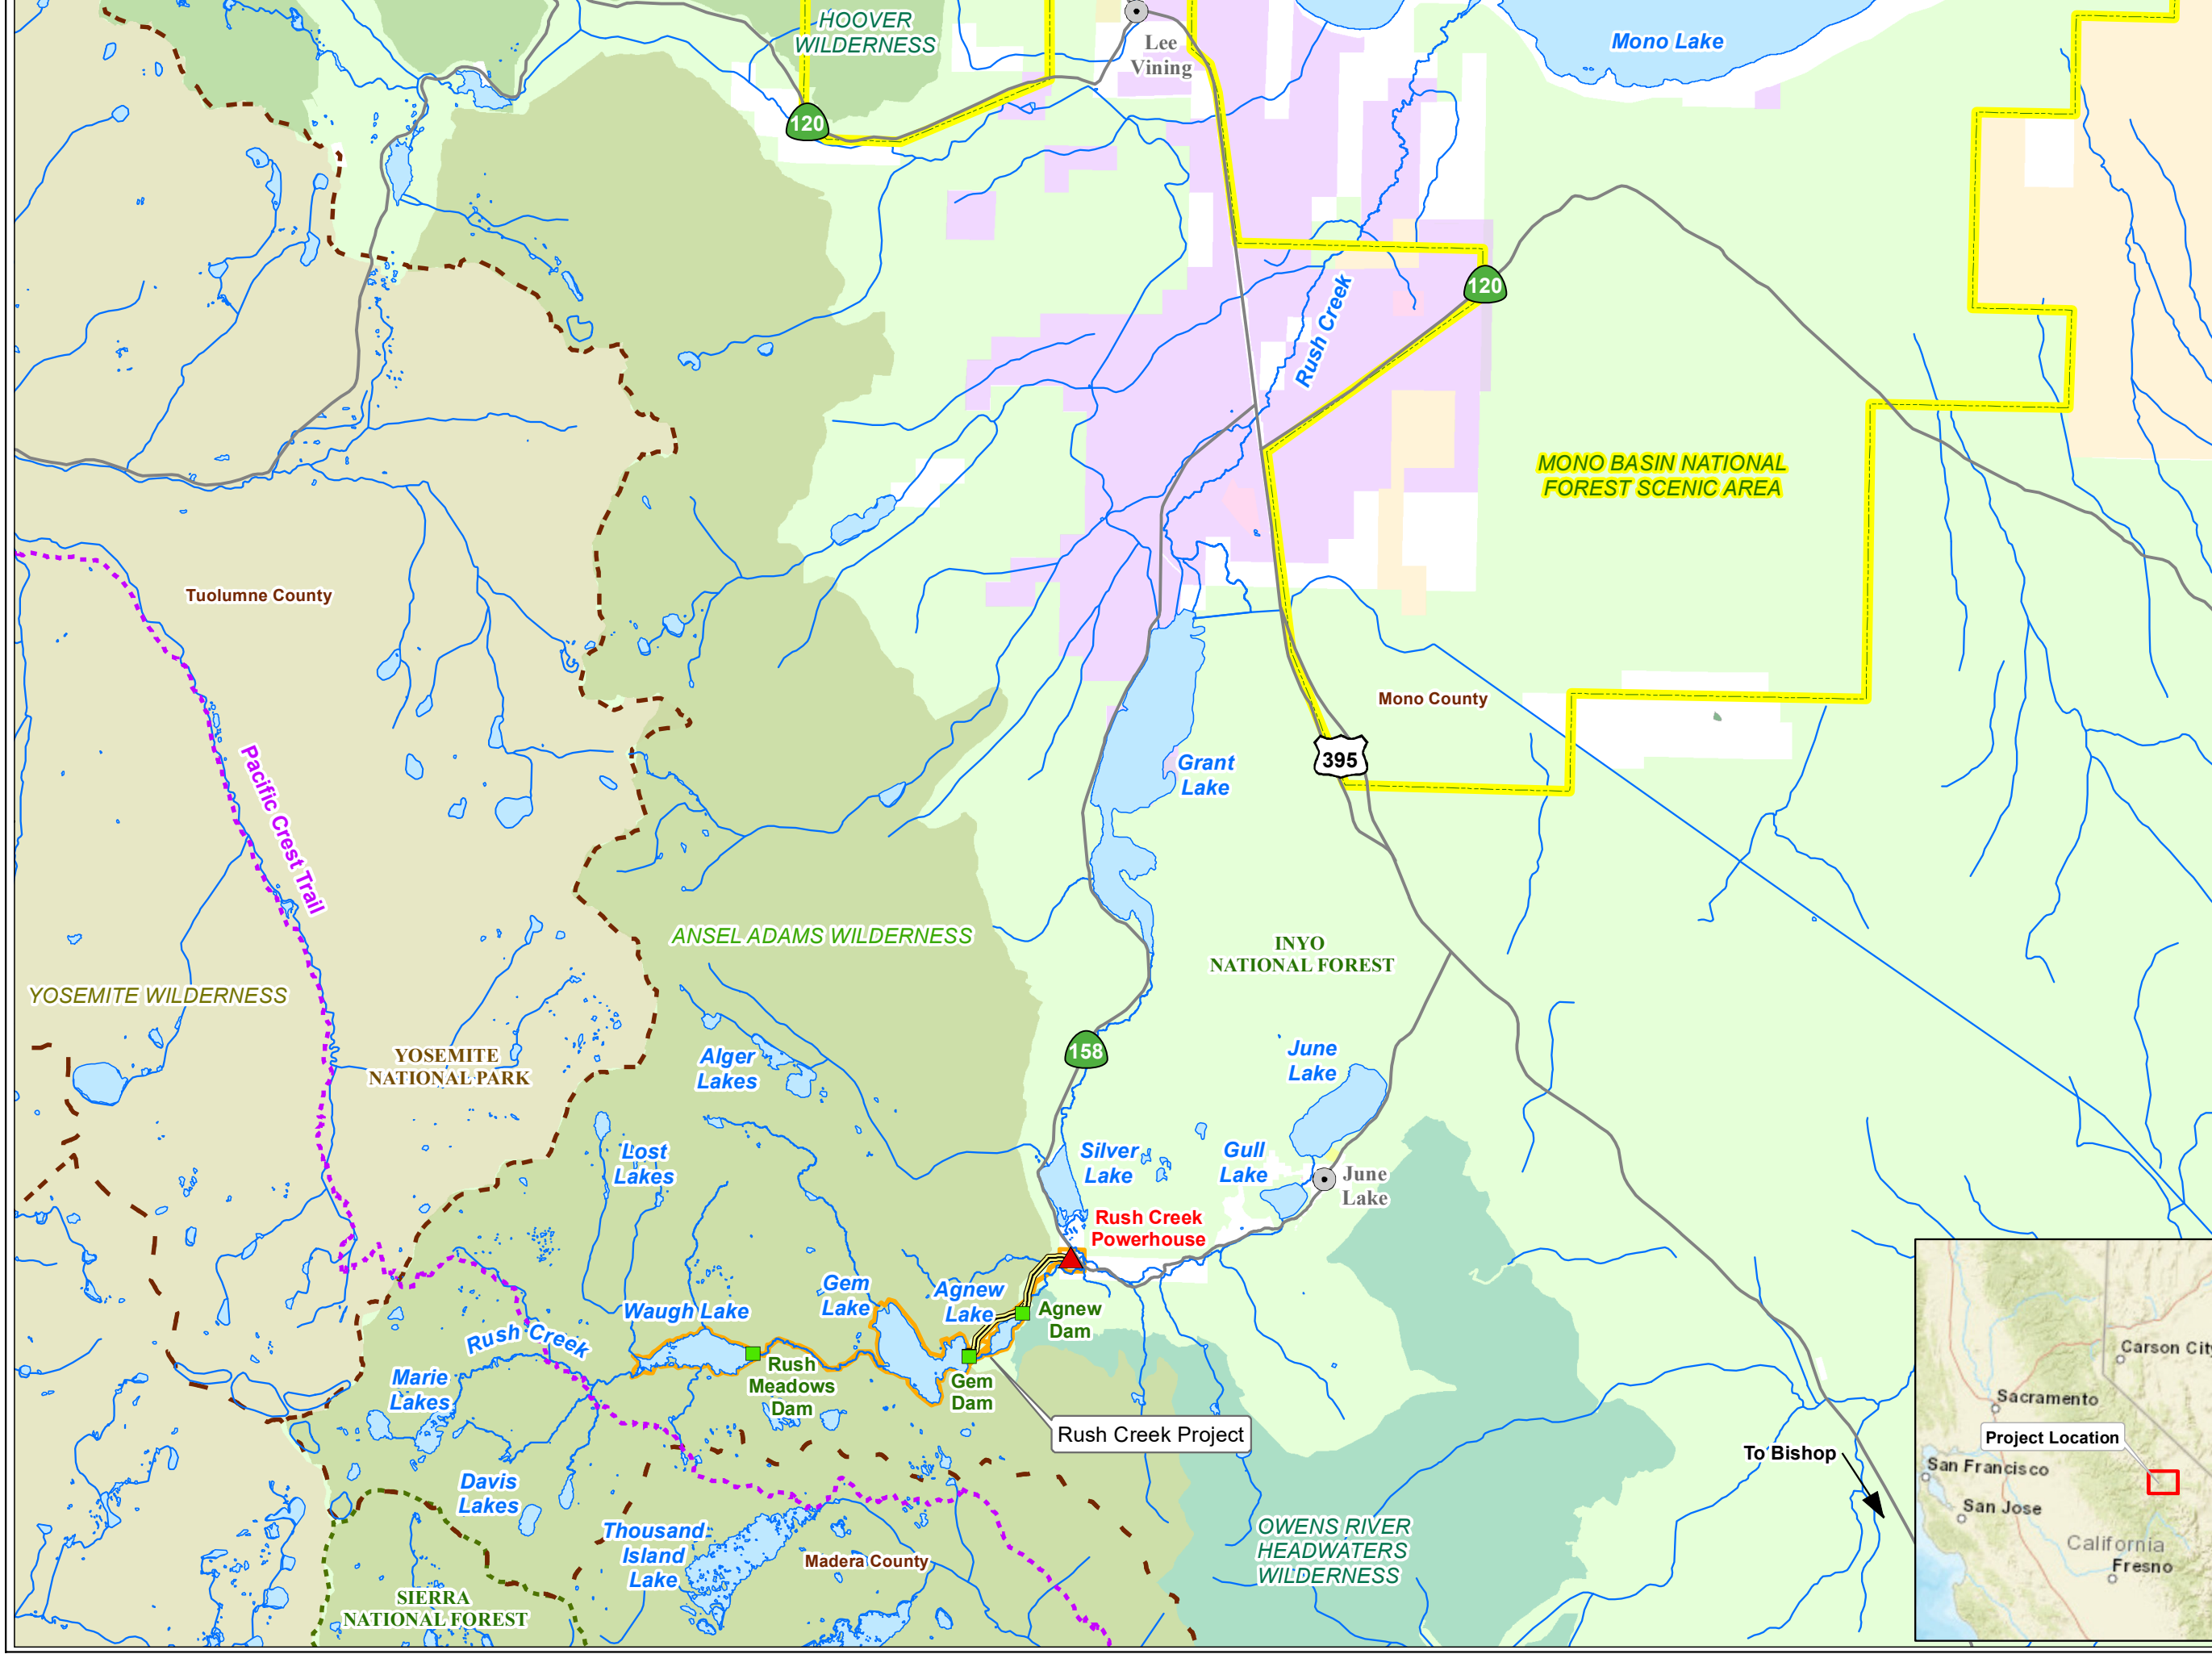 HOOVER
WILDERNESS
Lee
Vining
Mono Lake
120
120
Rush Creek
MONO BASIN NATIONAL
FOREST SCENIC AREA
Tuolumne County
Mono County
395
Grant
Lake
Pacific Crest Trail
ANSEL ADAMS WILDERNESS
INYO
NATIONAL FOREST
YOSEMITE WILDERNESS
YOSEMITE
NATIONAL PARK
Alger
Lakes
158
June
Lake
Lost
Lakes
Silver
Lake
Gull
Lake
June
Lake
Rush Creek
Powerhouse
Gem
Lake
Agnew
Lake
Waugh Lake
Agnew
Dam
Rush Creek
Marie
Lakes
Rush
Meadows
Dam
Gem
Dam
Rush Creek Project
Davis
Lakes
Thousand
Island
Lake
Madera County
OWENS RIVER
HEADWATERS
WILDERNESS
SIERRA
NATIONAL FOREST
To Bishop
Carson City
Sacramento
Project Location
San Francisco
San Jose
California
Fresno